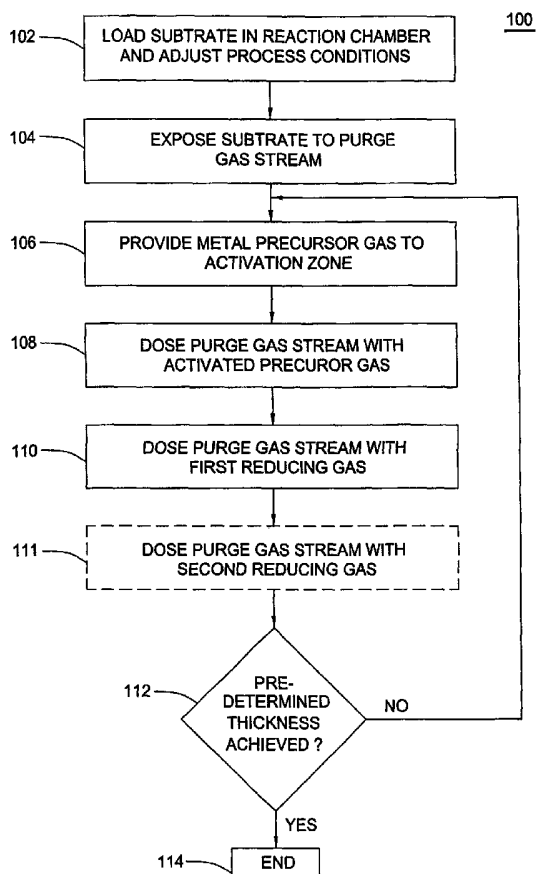 100
102
LOAD SUBTRATE IN REACTION CHAMBER
AND ADJUST PROCESS CONDITIONS
104
EXPOSE SUBTRATE TO PURGE
GAS STREAM
106
PROVIDE METAL PRECURSOR GAS TO
ACTIVATION ZONE
108
DOSE PURGE GAS STREAM WITH
ACTIVATED PRECUROR GAS
110
DOSE PURGE GAS STREAM WITH
FIRST REDUCING GAS
111
DOSE PURGE GAS STREAM WITH
SECOND REDUCING GAS
112
PRE-
DETERMINED
THICKNESS
ACHIEVED ?
NO
YES
114
END